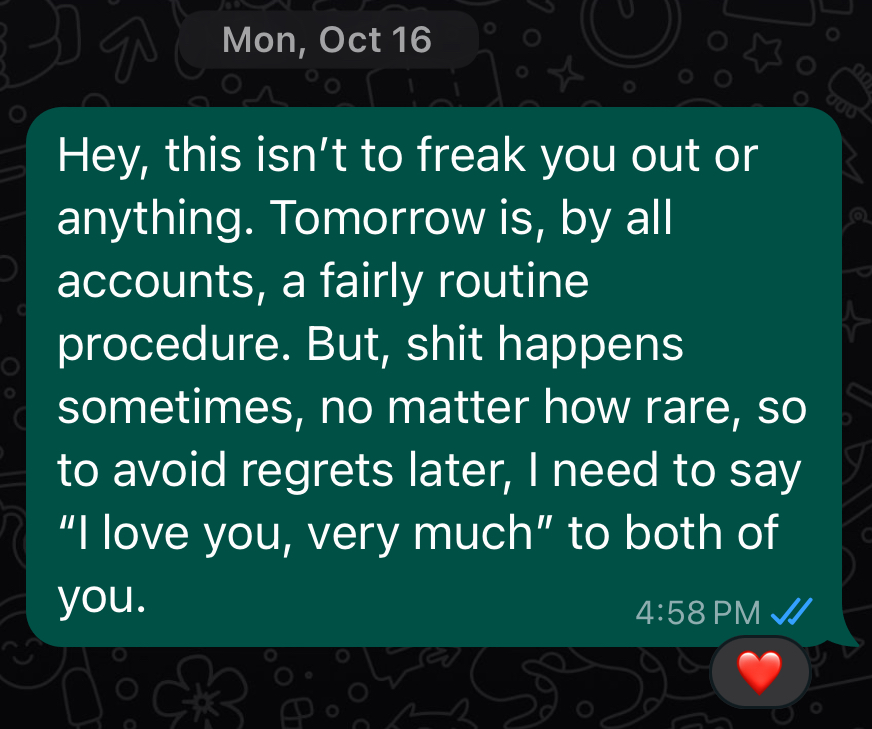 Mon, Oct 16
Hey, this isn’t to freak you out or
anything. Tomorrow is, by all
accounts, a fairly routine
procedure. But, shit happens
sometimes, no matter how rare, so
to avoid regrets later, I need to say
“I love you, very much” to both of
you.
4:58 PM